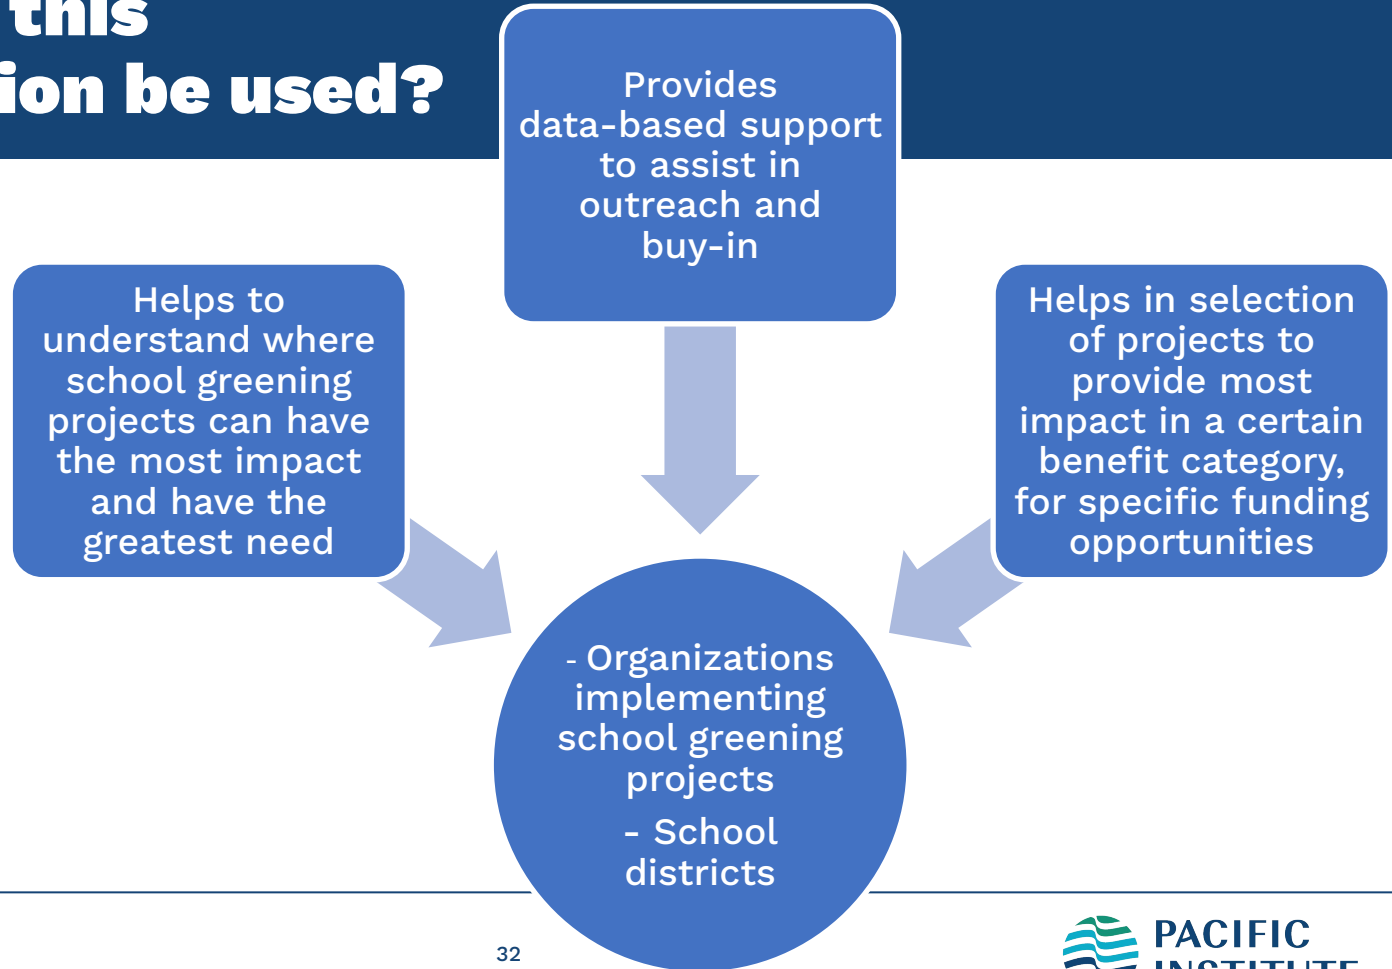 this
ion be used?
Provides
data-based support
to assist in
outreach and
buy-in
Helps to
understand where
school greening
projects can have
the most impact
and have the
greatest need
Helps in selection
of projects to
provide most
impact in a certain
benefit category,
for specific funding
opportunities
- Organizations
implementing
school greening
projects
- School
districts
32
PACIFIC
INSTITUTE